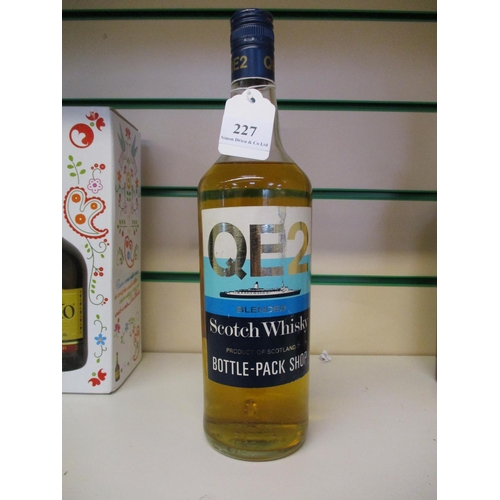 QE2
227
QE2
BLENDED
Scotch Whisky
PRODUCT OF SCOTLAND
BOTTLE-PACK SHOP
O